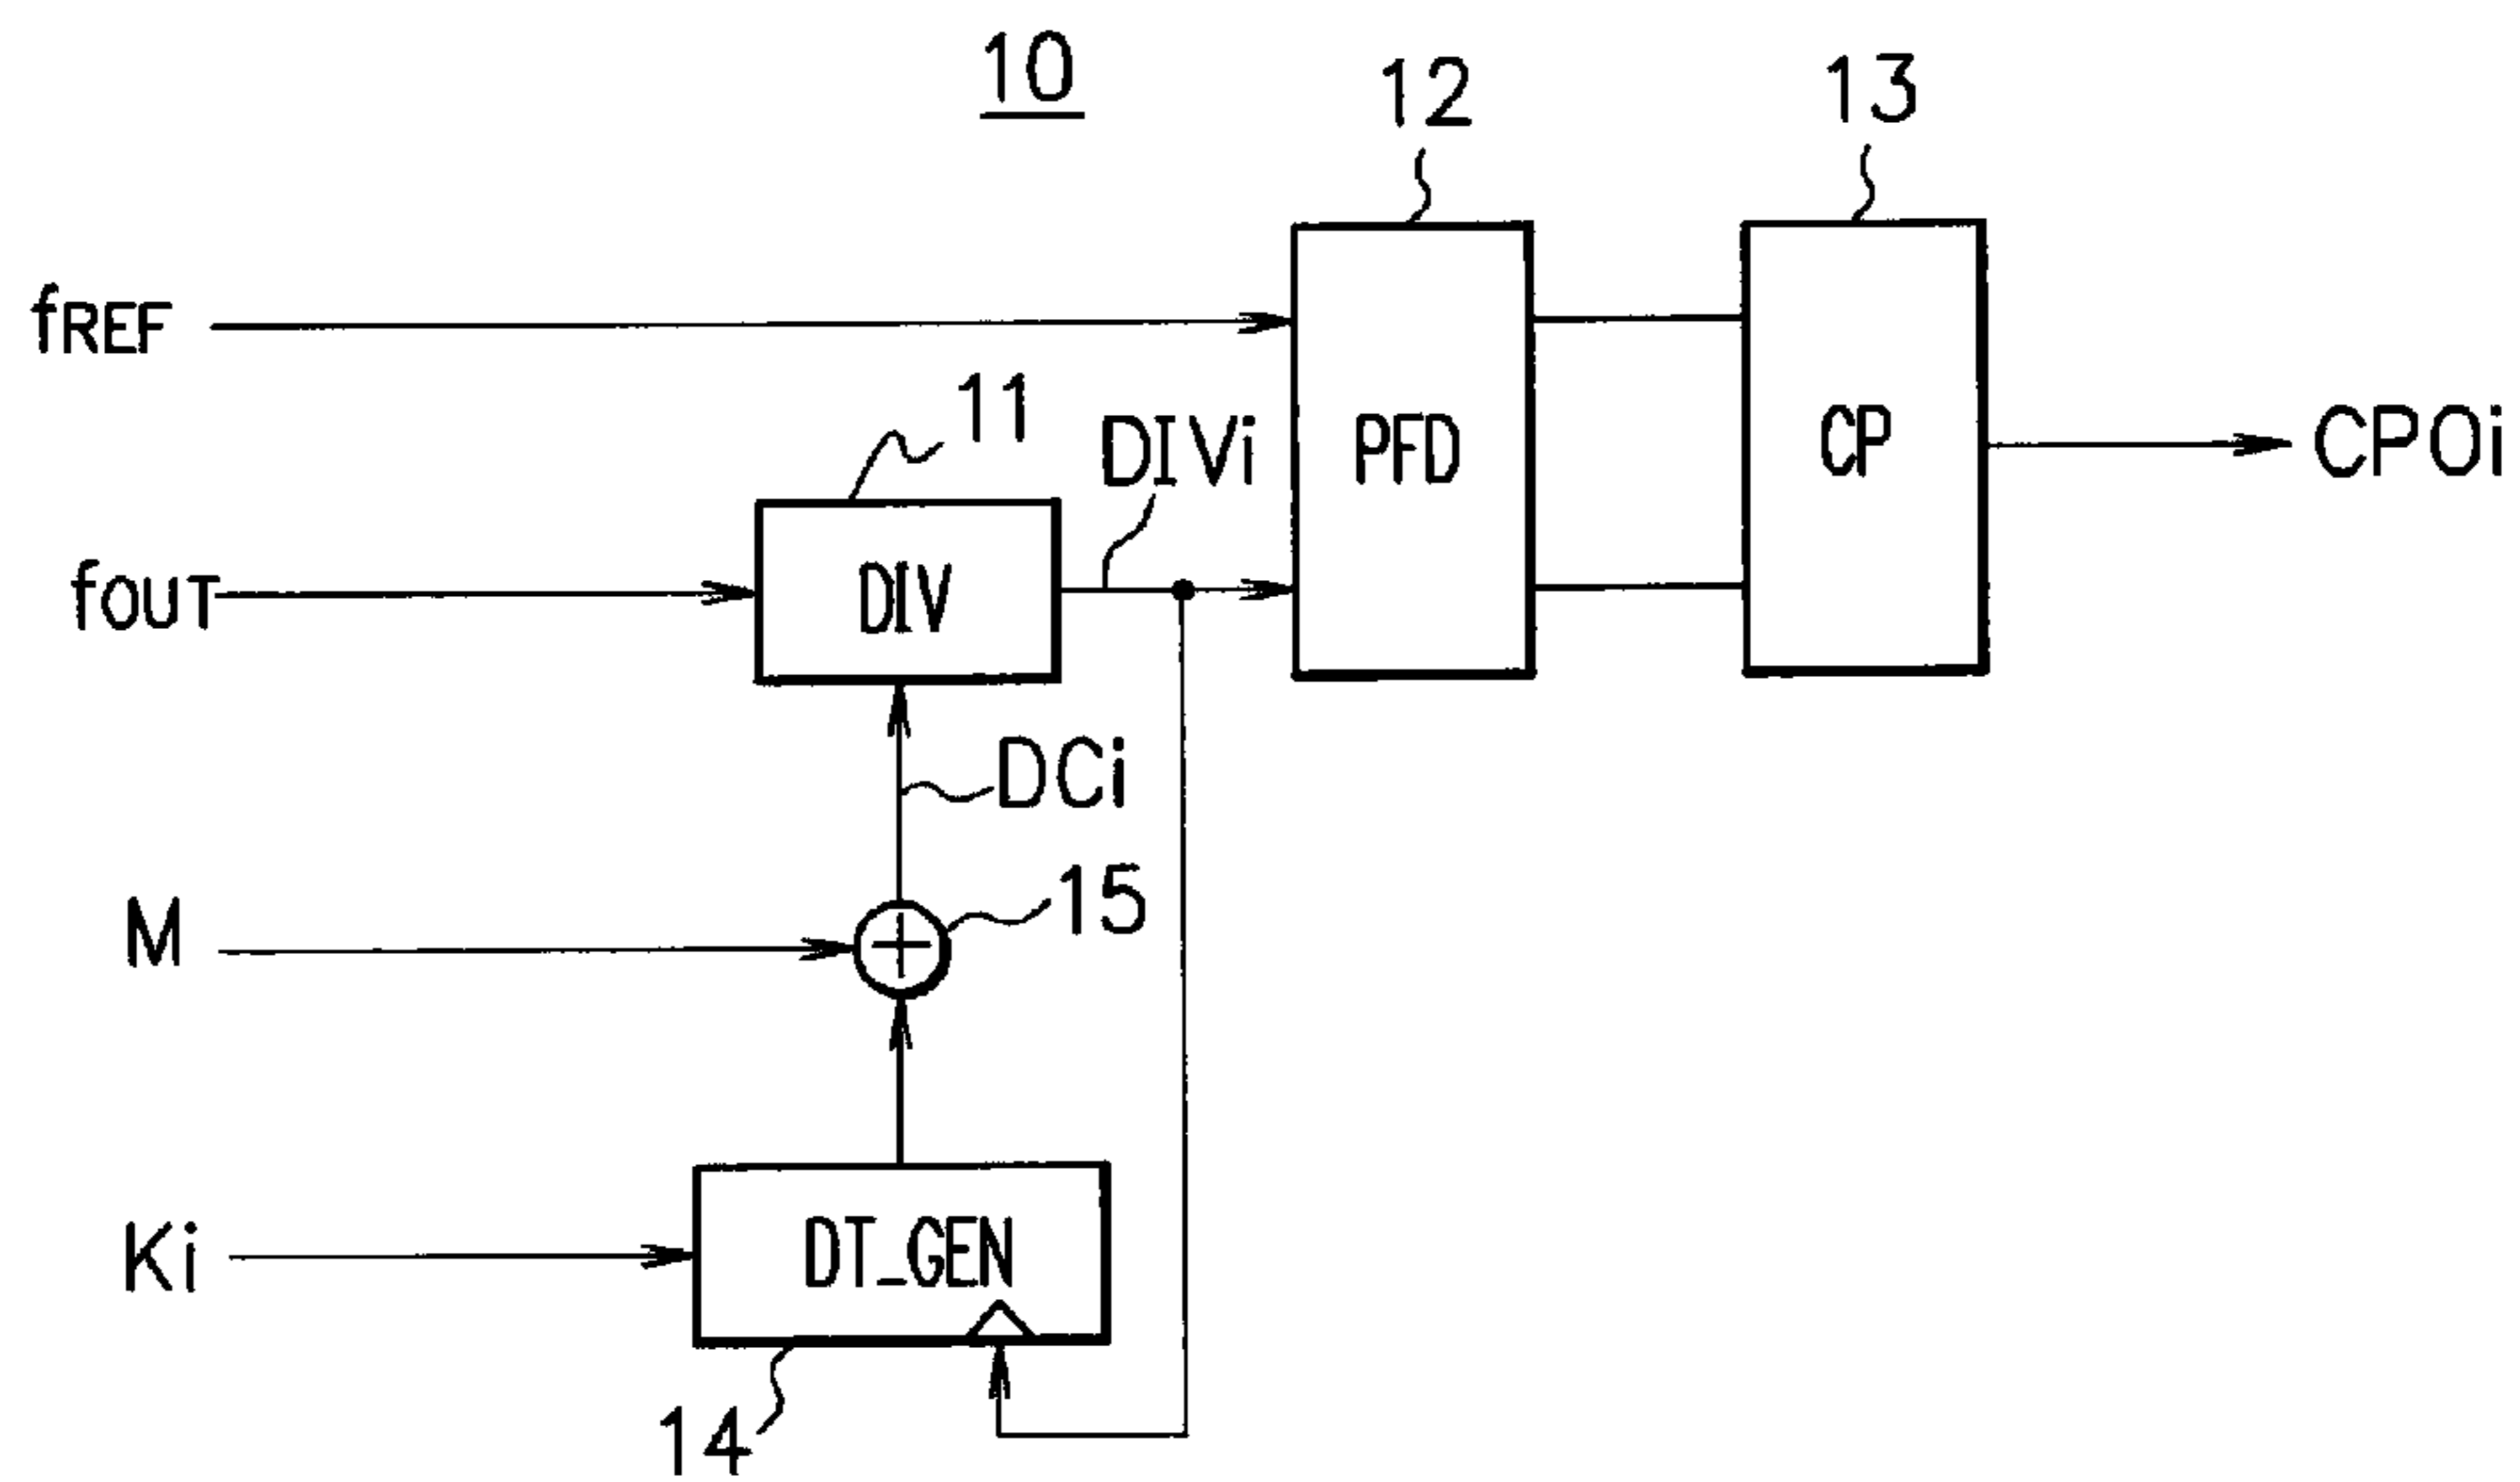 10
12
13
fREF
11
DIVi
PFD
CP
CPOi
fOUT
DIV
DCi
15
M
Ki
DT_GEN
14